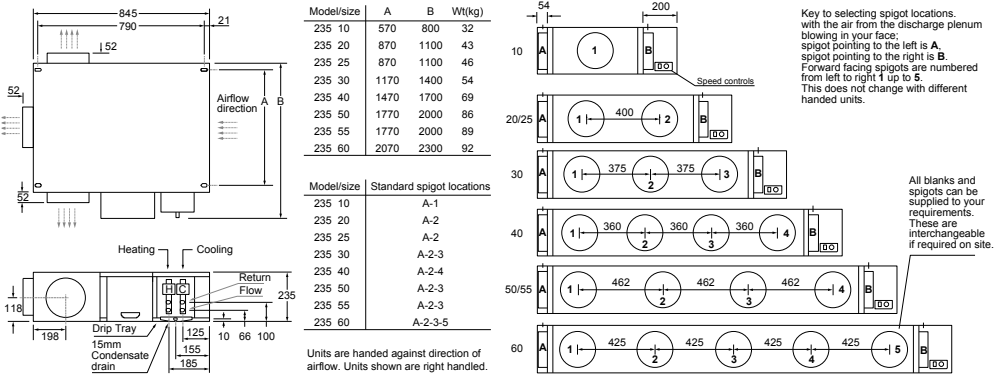 845
790
21
52
52
Airflow
direction
A
B
52
Model/size A B Wt(kg)
235 10 570 800 32
235 20 870 1100 43
235 25 870 1100 46
235 30 1170 1400 54
235 40 1470 1700 69
235 50 1770 2000 86
235 55 1770 2000 89
235 60 2070 2300 92
Model/size Standard spigot locations
235 10 A-1
235 20 A-2
235 25 A-2
235 30 A-2-3
235 40 A-2-4
235 50 A-2-3
235 55 A-2-3
235 60 A-2-3-5
Units are handed against direction of
airflow. Units shown are right handled.
Heating
Cooling
H C
Return
Flow
235
118
198
Drip Tray
15mm
Condensate
drain
125
155
185
10 66 100
54
200
10 A 1 B
Speed controls
20/25 A 1 400 2 B
30 A 1 375 2 375 3 B
40 A 1 360 2 360 3 360 4 B
50/55 A 1 462 2 462 3 462 4 B
60 A 1 425 2 425 3 425 4 425 5 B
Key to selecting spigot locations.
with the air from the discharge plenum
blowing in your face;
spigot pointing to the left is A,
spigot pointing to the right is B.
Forward facing spigots are numbered
from left to right 1 up to 5.
This does not change with different
handed units.
All blanks and
spigots can be
supplied to your
requirements.
These are
interchangeable
if required on site.